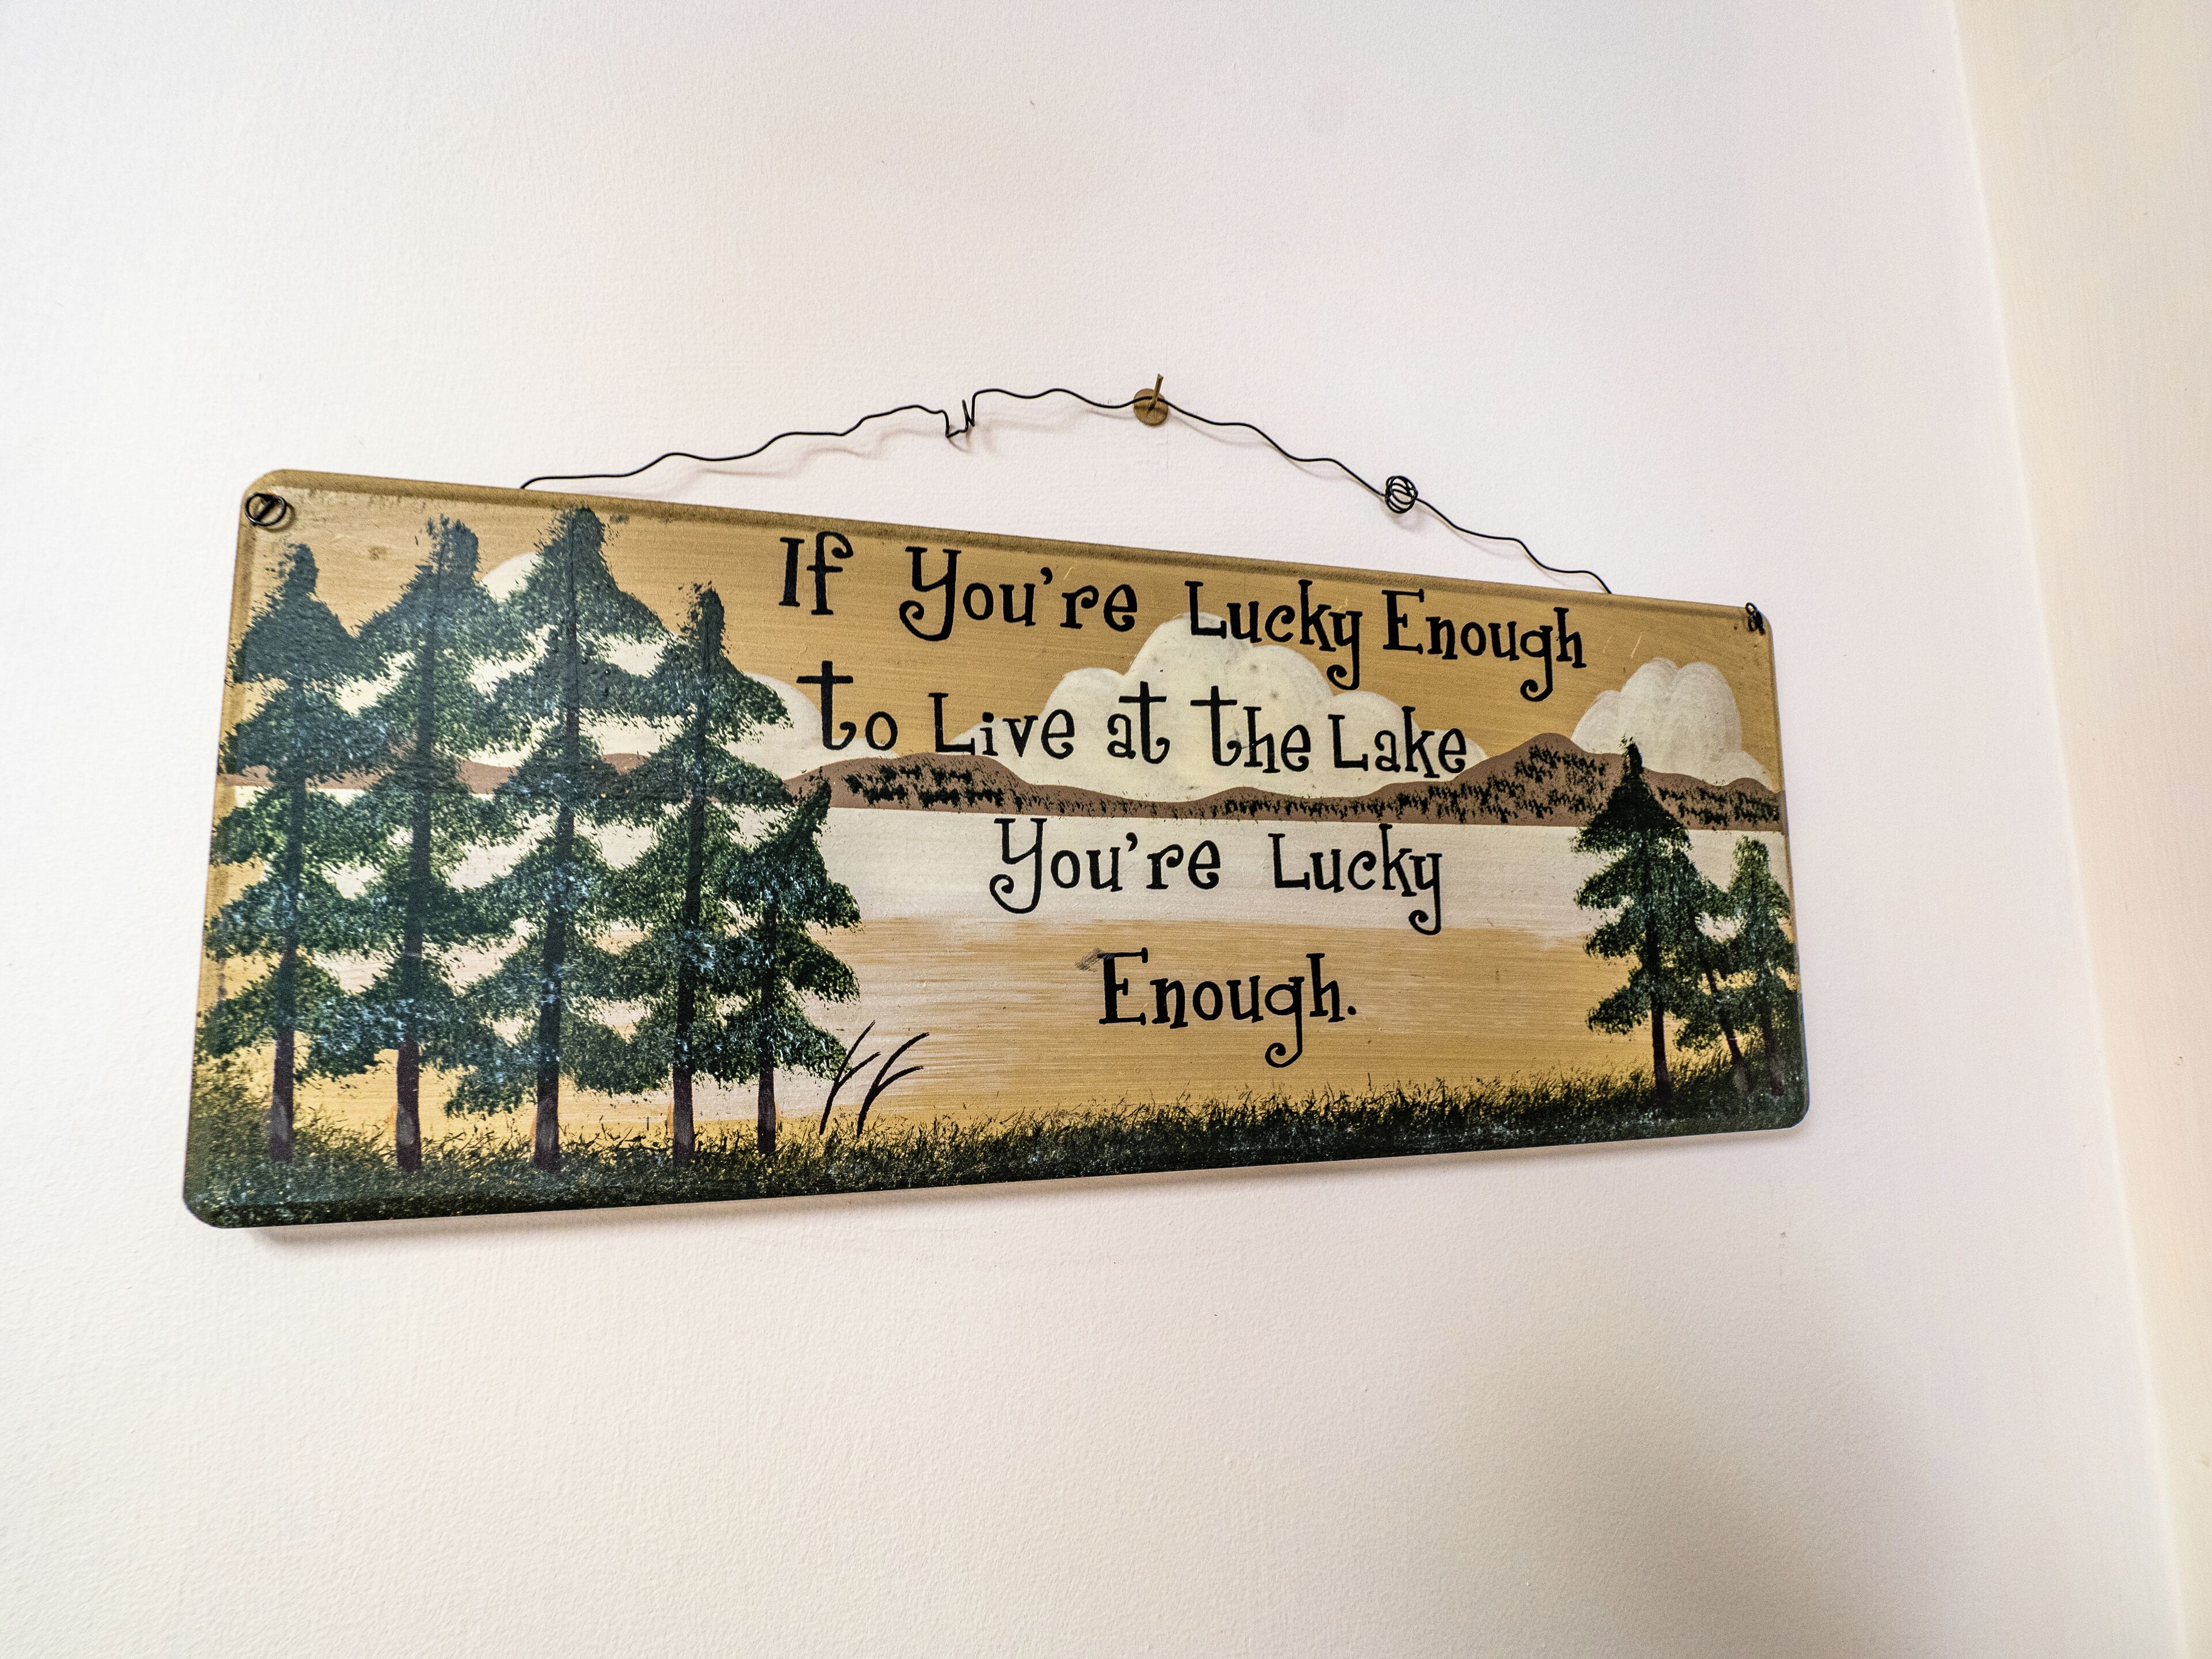 If You're Lucky Enough
to Live at the Lake
You're Lucky
Enough.